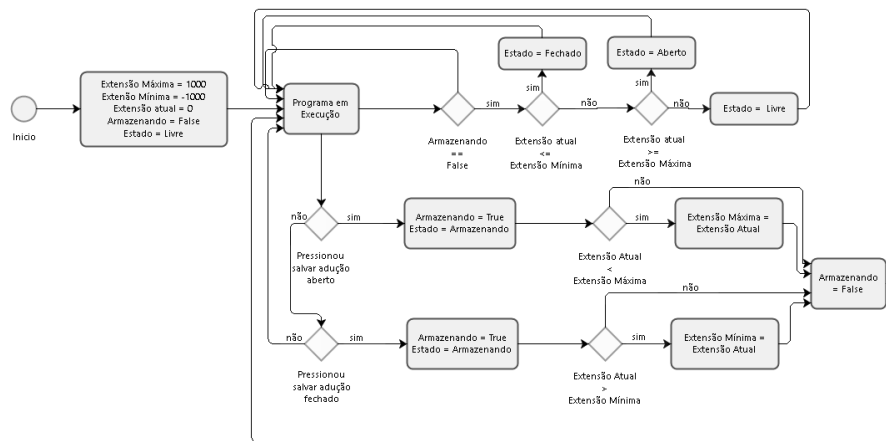 Inicio
Extensão Máxima = 1000
Extenão Mínima = -1000
Extensão atual = 0
Armazenando = False
Estado = Livre
Programa em
Execução
Armazenando
==
False
sim
Extensão atual
<=
Extensão Mínima
sim
Estado = Fechado
não
Extensão atual
>=
Extensão Máxima
sim
Estado = Aberto
não
Estado = Livre
não
Pressionou
salvar adução
aberto
sim
Armazenando = True
Estado = Armazenando
Extensão Atual
<
Extensão Máxima
não
sim
Extensão Máxima =
Extensão Atual
Armazenando
= False
não
Pressionou
salvar adução
fechado
sim
Armazenando = True
Estado = Armazenando
Extensão Atual
>
Extensão Mínima
não
sim
Extensão Mínima =
Extensão Atual